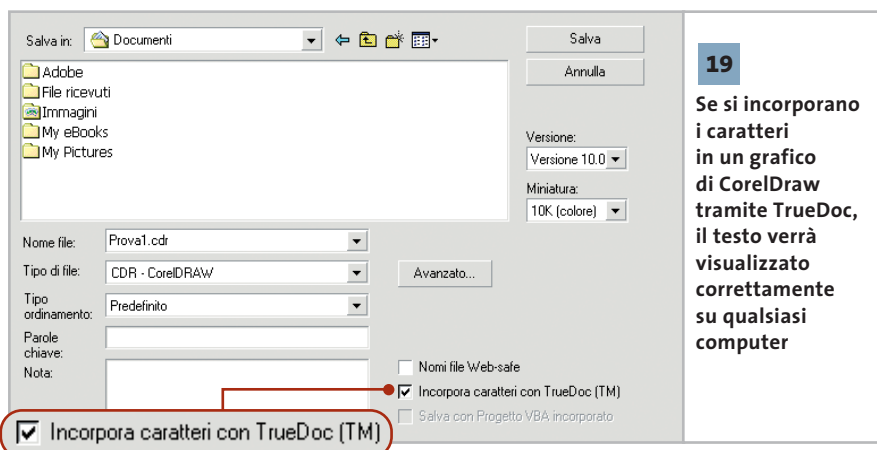 Salva in: Documenti
Salva
Annulla
Adobe
File ricevuti
Immagini
My eBooks
My Pictures
Versione:
Versione 10.0
Miniatura:
10K (colore)
Nome file: Prova1.cdr
Tipo di file: CDR - CorelDRAW
Avanzato...
Tipo
ordinamento: Predefinito
Parole
chiave:
Nota:
Nomi file Web-safe
Incorpora caratteri con TrueDoc (TM)
Salva con Progetto VBA incorporato
Incorpora caratteri con TrueDoc (TM)
19
Se si incorporano
i caratteri
in un grafico
di CorelDraw
tramite TrueDoc,
il testo verrà
visualizzato
correttamente
su qualsiasi
computer